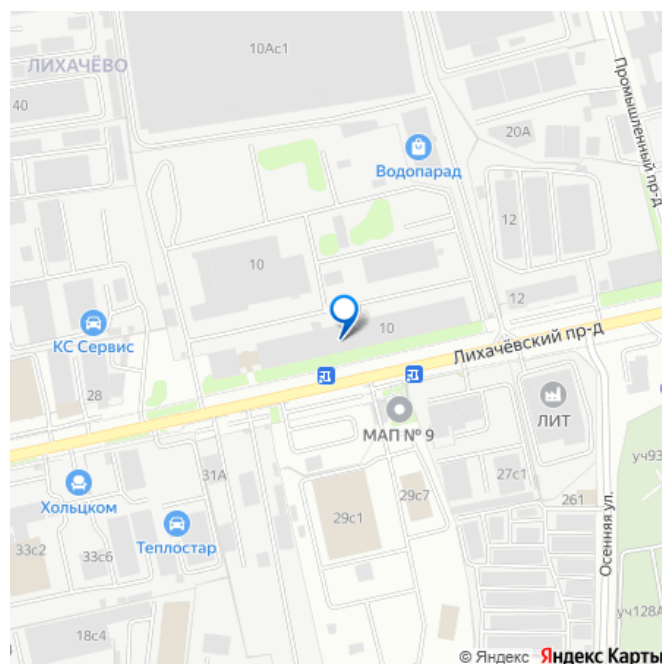 10Ас1
ЛИХАЧЁВО
40
Промышленный пр-д
20А
Водопарад
12
10
12
10
КС Сервис
Лихачёвский пр-д
28
МАП № 9
ЛИТ
уч93
31А
27с1
261
Хольцком
29с7
29с1
Осенняя ул.
Теплостар
33с2
33с6
уч128А
18с4
© Яндекс Яндекс Карты